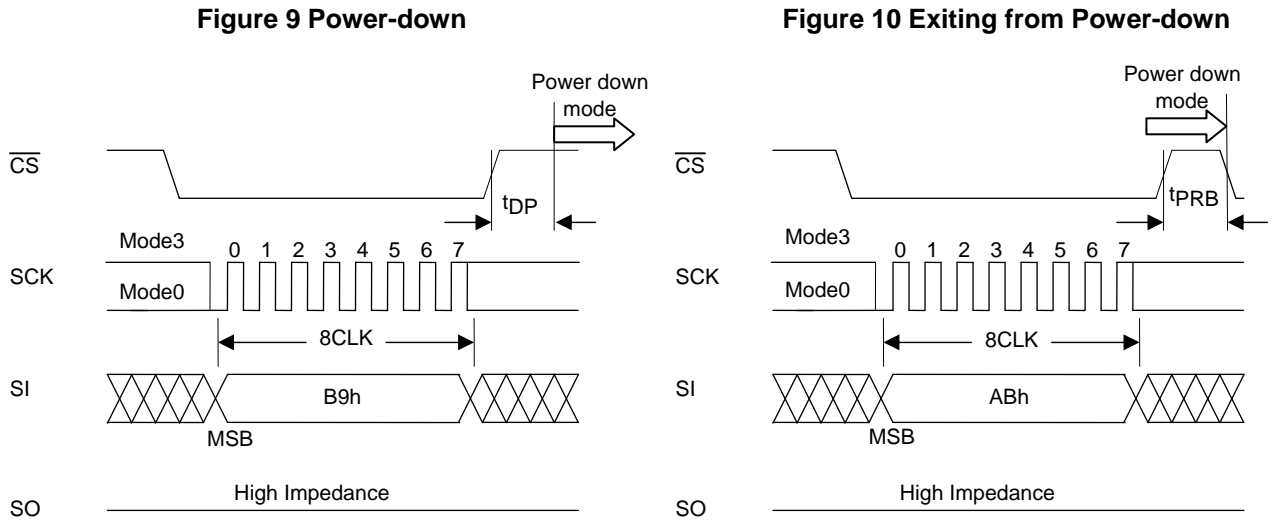 Figure 9 Power-down
Power down
mode
CS
tDP
Mode3
0 1 2 3 4 5 6 7
SCK
Mode0
8CLK
SI
B9h
MSB
High Impedance
SO
Figure 10 Exiting from Power-down
Power down
mode
CS
tPRB
Mode3
0 1 2 3 4 5 6 7
SCK
Mode0
8CLK
SI
ABh
MSB
High Impedance
SO